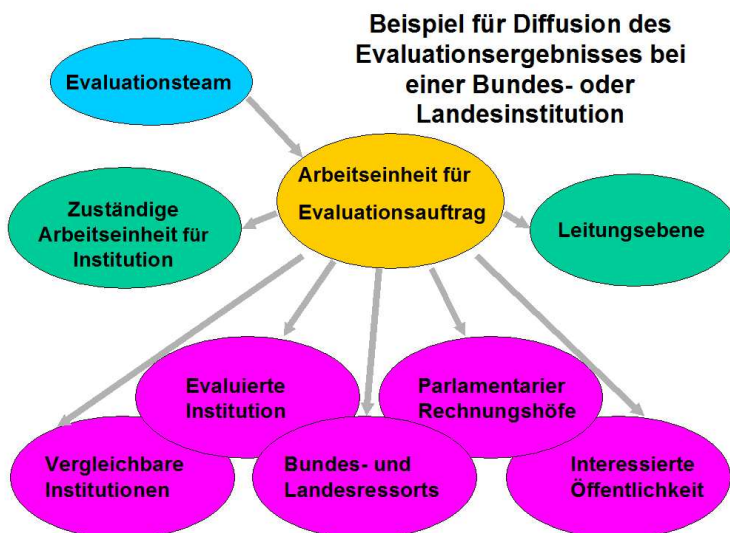 Beispiel für Diffusion des
Evaluationsergebnisses bei
einer Bundes- oder
Landesinstitution
Evaluationsteam
Arbeitseinheit für
Evaluationsauftrag
Zuständige
Arbeitseinheit für
Institution
Leitungsebene
Evaluierte
Institution
Parlamentarier
Rechnungshöfe
Vergleichbare
Institutionen
Bundes- und
Landesressorts
Interessierte
Öffentlichkeit